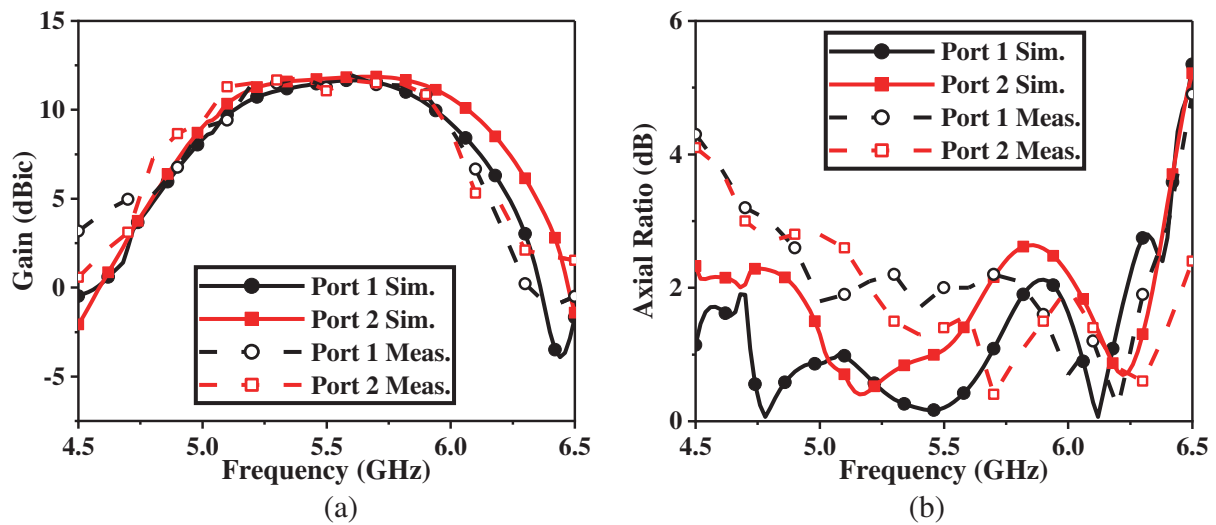 15
10
5
0
-5
Gain (dBic)
Port 1 Sim.
Port 2 Sim.
Port 1 Meas.
Port 2 Meas.
4.5 5.0 5.5 6.0 6.5
Frequency (GHz)
(a)
6
4
2
0
Axial Ratio (dB)
Port 1 Sim.
Port 2 Sim.
Port 1 Meas.
Port 2 Meas.
4.5 5.0 5.5 6.0 6.5
Frequency (GHz)
(b)